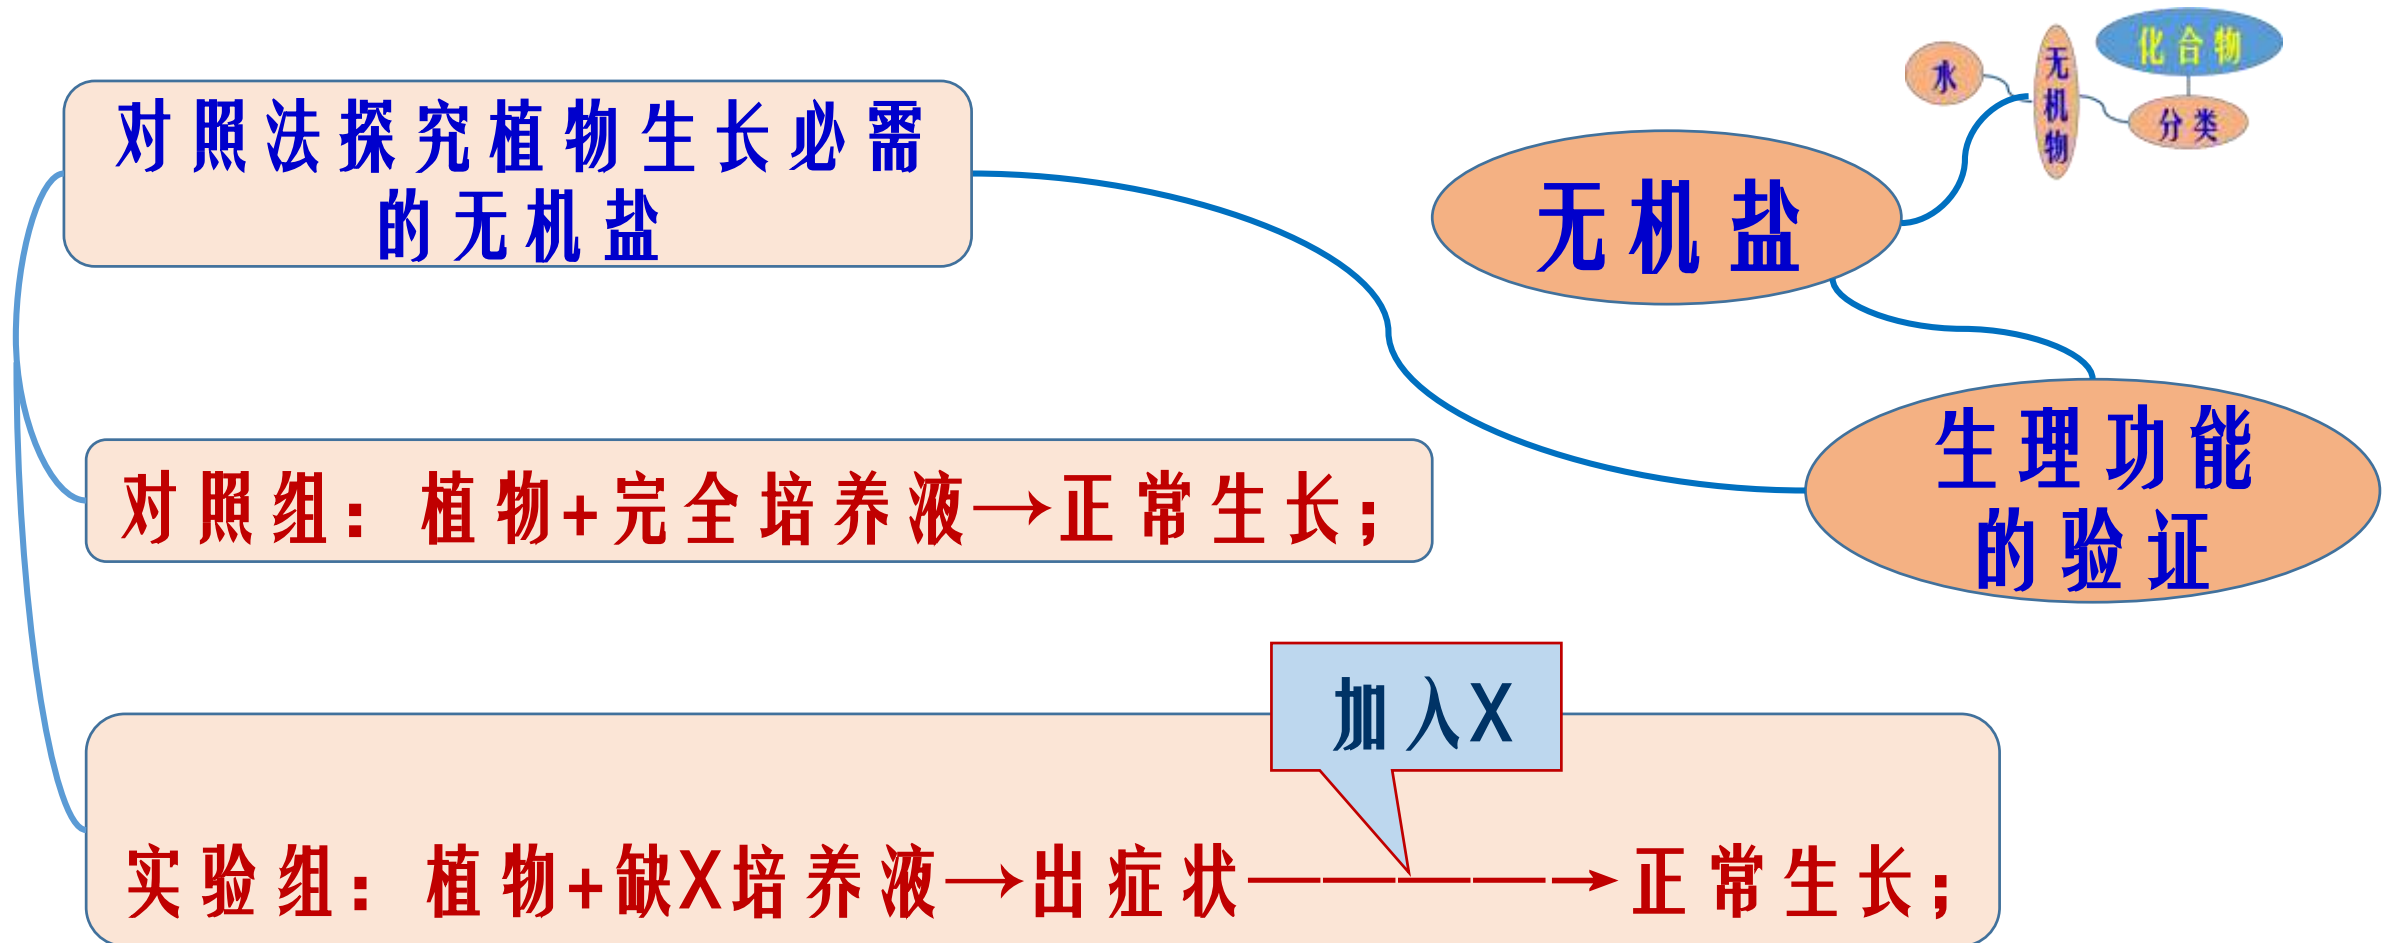 化合物
分类
无机物
水
无机盐
生理功能
的验证
对照法探究植物生长必需
的无机盐
对照组：植物+完全培养液→正常生长；
加入X
实验组：植物+缺X培养液→出症状————→正常生长；